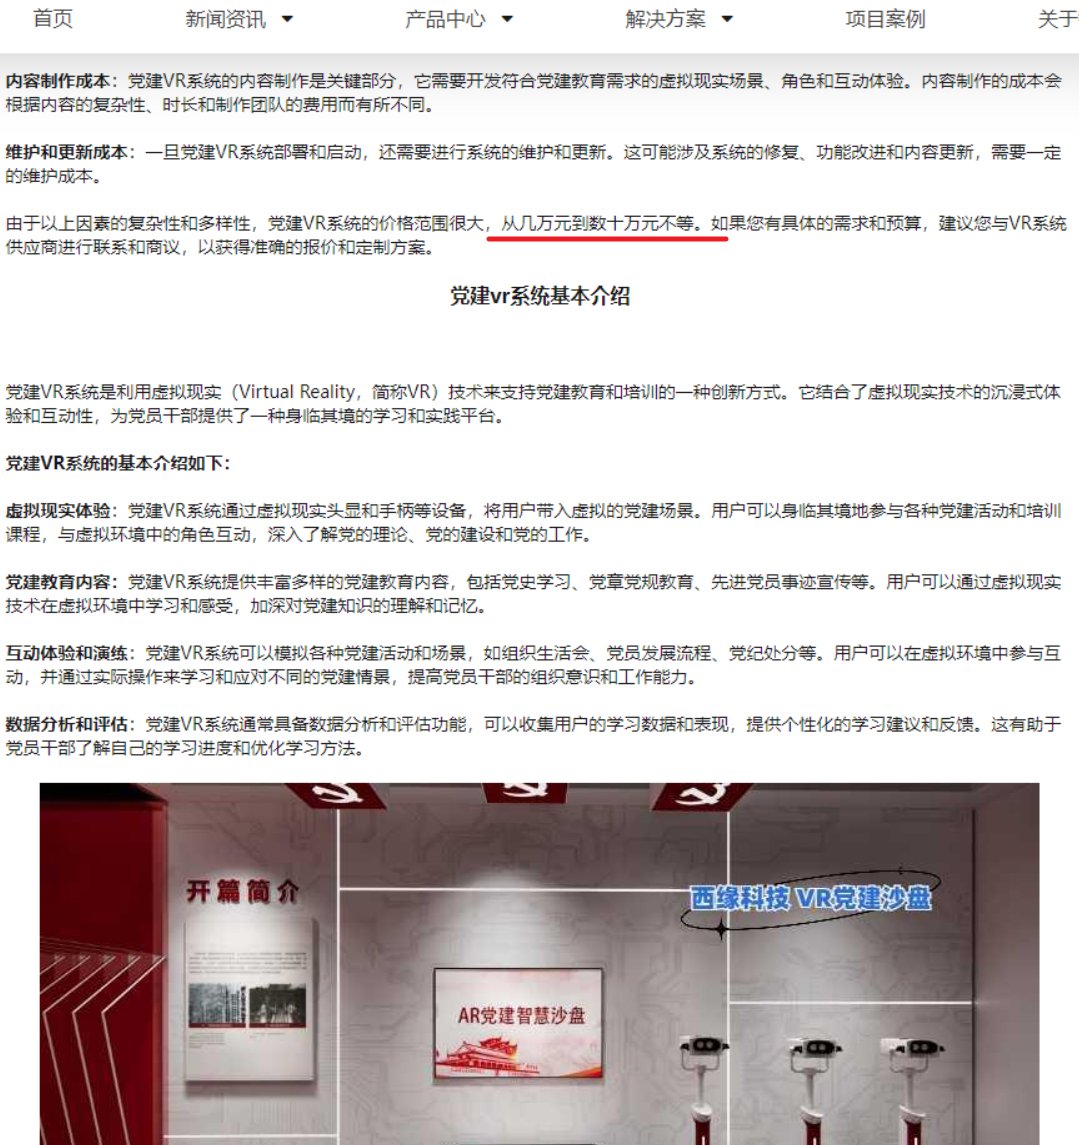 首页 新闻资讯 产品中心 解决方案 项目案例 关于
内容制作成本：党建VR系统的内容制作是关键部分，它需要开发符合党建教育需求的虚拟现实场景、角色和互动体验。内容制作的成本会
根据内容的复杂性、时长和制作团队的费用而有所不同。
维护和更新成本：一旦党建VR系统部署和启动，还需要进行系统的维护和更新。这可能涉及系统的修复、功能改进和内容更新，需要一定
的维护成本。
由于以上因素的复杂性和多样性，党建VR系统的价格范围很大，从几万元到数十万元不等。如果您有具体的需求和预算，建议您与VR系统
供应商进行联系和商议，以获得准确的报价和定制方案。
党建vr系统基本介绍
党建VR系统是利用虚拟现实（Virtual Reality，简称VR）技术来支持党建教育和培训的一种创新方式。它结合了虚拟现实技术的沉浸式体
验和互动性，为党员干部提供了一种身临其境的学习和实践平台。
党建VR系统的基本介绍如下：
虚拟现实体验：党建VR系统通过虚拟现实头显和手柄等设备，将用户带入虚拟的党建场景。用户可以身临其境地参与各种党建活动和培训
课程，与虚拟环境中的角色互动，深入了解党的理论、党的建设和党的工作。
党建教育内容：党建VR系统提供丰富多样的党建教育内容，包括党史学习、党章党规教育、先进党员事迹宣传等。用户可以通过虚拟现实
技术在虚拟环境中学习和感受，加深对党建知识的理解和记忆。
互动体验和演练：党建VR系统可以模拟各种党建活动和场景，如组织生活会、党员发展流程、党纪处分等。用户可以在虚拟环境中参与互
动，并通过实际操作来学习和应对不同的党建情景，提高党员干部的组织意识和工作能力。
数据分析和评估：党建VR系统通常具备数据分析和评估功能，可以收集用户的学习数据和表现，提供个性化的学习建议和反馈。这有助于
党员干部了解自己的学习进度和优化学习方法。
开篇简介
西缘科技 VR党建沙盘
AR党建智慧沙盘